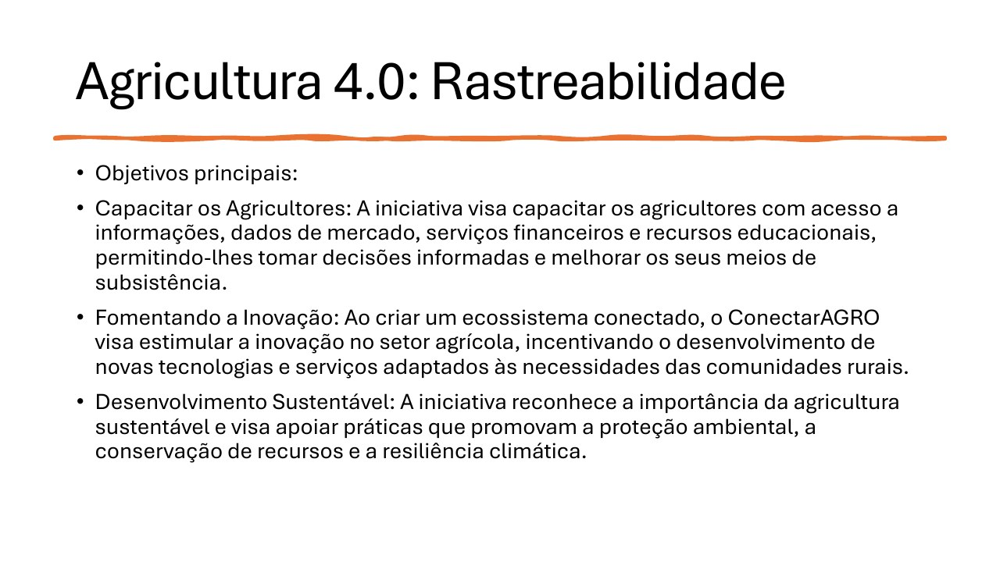 Agricultura 4.0: Rastreabilidade
• Objetivos principais:
• Capacitar os Agricultores: A iniciativa visa capacitar os agricultores com acesso a
informações, dados de mercado, serviços financeiros e recursos educacionais,
permitindo-lhes tomar decisões informadas e melhorar os seus meios de
subsistência.
• Fomentando a Inovação: Ao criar um ecossistema conectado, o ConectarAGRO
visa estimular a inovação no setor agrícola, incentivando o desenvolvimento de
novas tecnologias e serviços adaptados às necessidades das comunidades rurais.
• Desenvolvimento Sustentável: A iniciativa reconhece a importância da agricultura
sustentável e visa apoiar práticas que promovam a proteção ambiental, a
conservação de recursos e a resiliência climática.